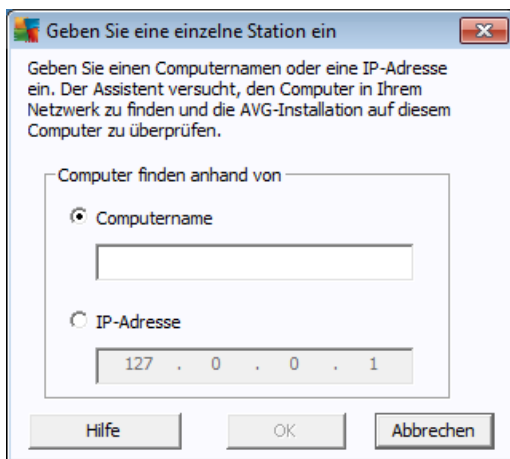 Geben Sie eine einzelne Station ein
Geben Sie einen Computernamen oder eine IP-Adresse
ein. Der Assistent versucht, den Computer in Ihrem
Netzwerk zu finden und die AVG-Installation auf diesem
Computer zu überprüfen.
Computer finden anhand von
Computername
IP-Adresse
127 . 0 . 0 . 1
Hilfe OK Abbrechen